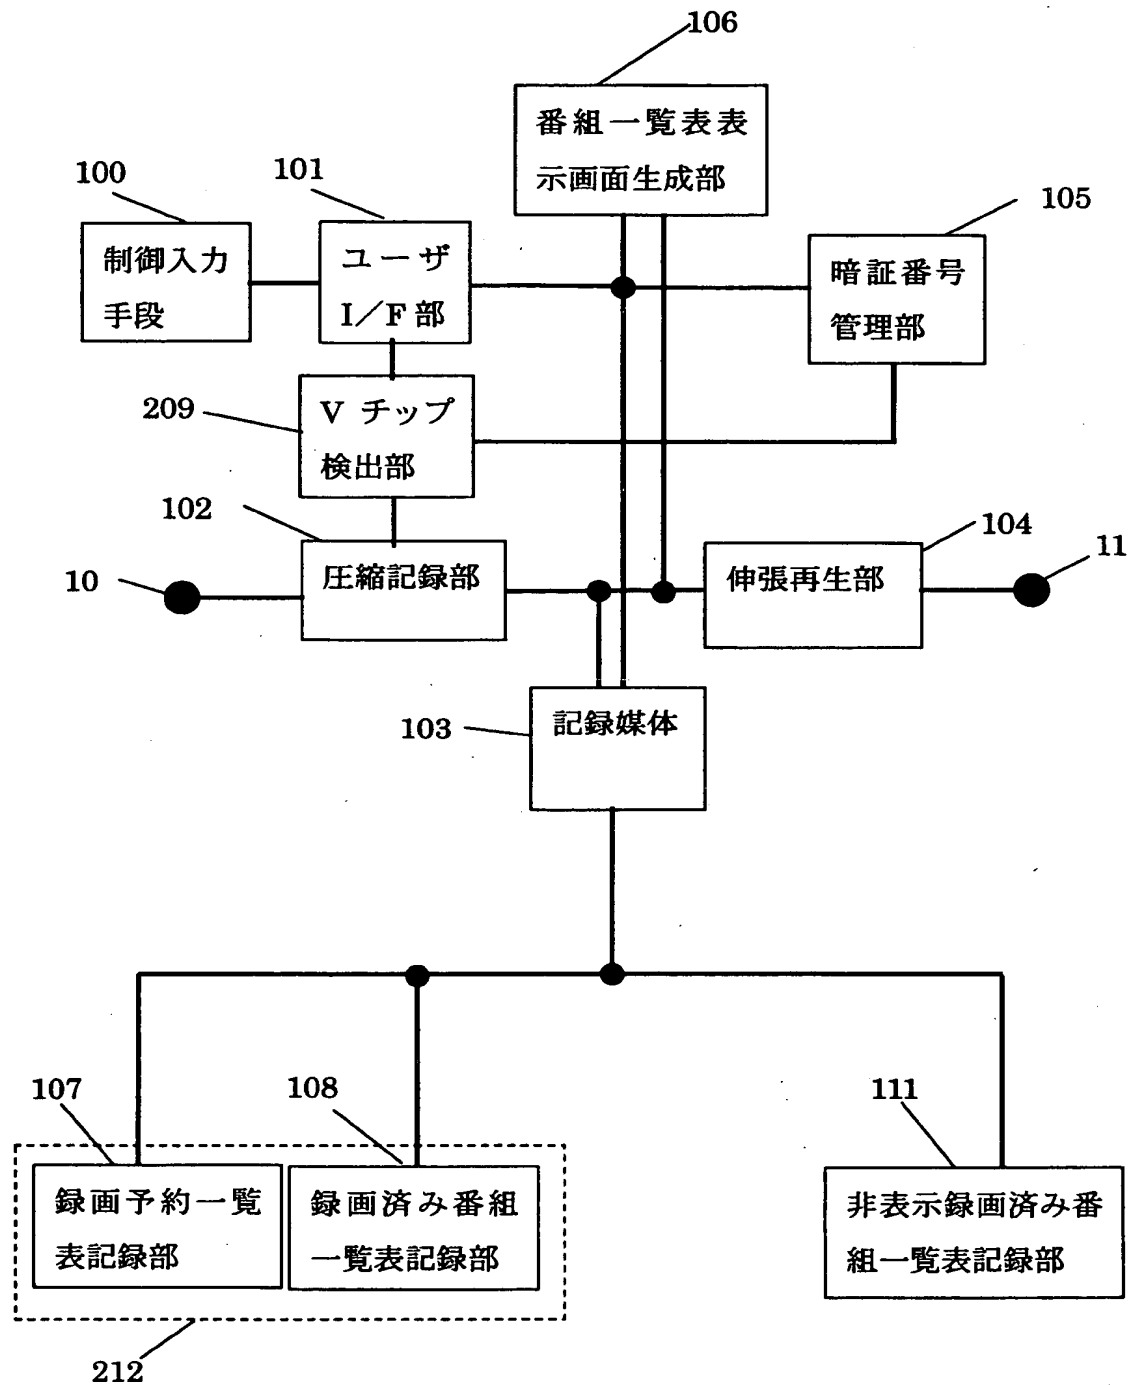 106
番組一覧表表
示画面生成部
100
101
105
制御入力
手段
ユーザ
I/F部
暗証番号
管理部
209
Vチップ
検出部
102
104
11
10
圧縮記録部
伸張再生部
103
記録媒体
107
108
111
録画予約一覧
表記録部
録画済み番組
一覧表記録部
非表示録画済み番
組一覧表記録部
212